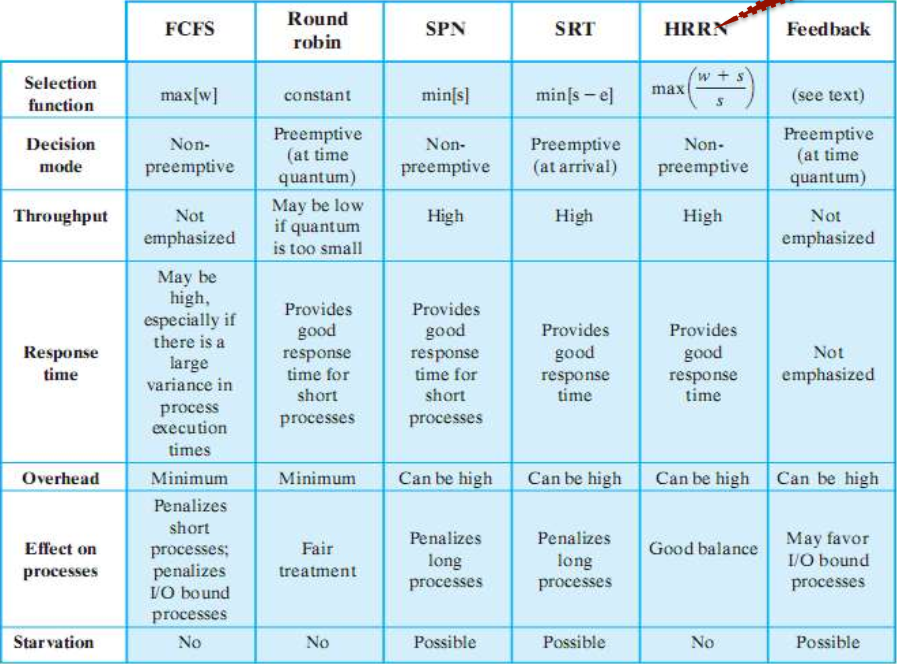 FCFS
Round
robin
SPN
SRT
HRRN
Feedback
Selection
function
max[w]
constant
min[s]
min[s − e]
max((w + s)/s)
(see text)
Decision
mode
Non-
preemptive
Preemptive
(at time
quantum)
Non-
preemptive
Preemptive
(at arrival)
Non-
preemptive
Preemptive
(at time
quantum)
Throughput
Not
emphasized
May be low
if quantum
is too small
High
High
High
Not
emphasized
Response
time
May be
high,
especially if
there is a
large
variance in
process
execution
times
Provides
good
response
time for
short
processes
Provides
good
response
time for
short
processes
Provides
good
response
time
Provides
good
response
time
Not
emphasized
Overhead
Minimum
Minimum
Can be high
Can be high
Can be high
Can be high
Effect on
processes
Penalizes
short
processes;
penalizes
I/O bound
processes
Fair
treatment
Penalizes
long
processes
Penalizes
long
processes
Good balance
May favor
I/O bound
processes
Starvation
No
No
Possible
Possible
No
Possible